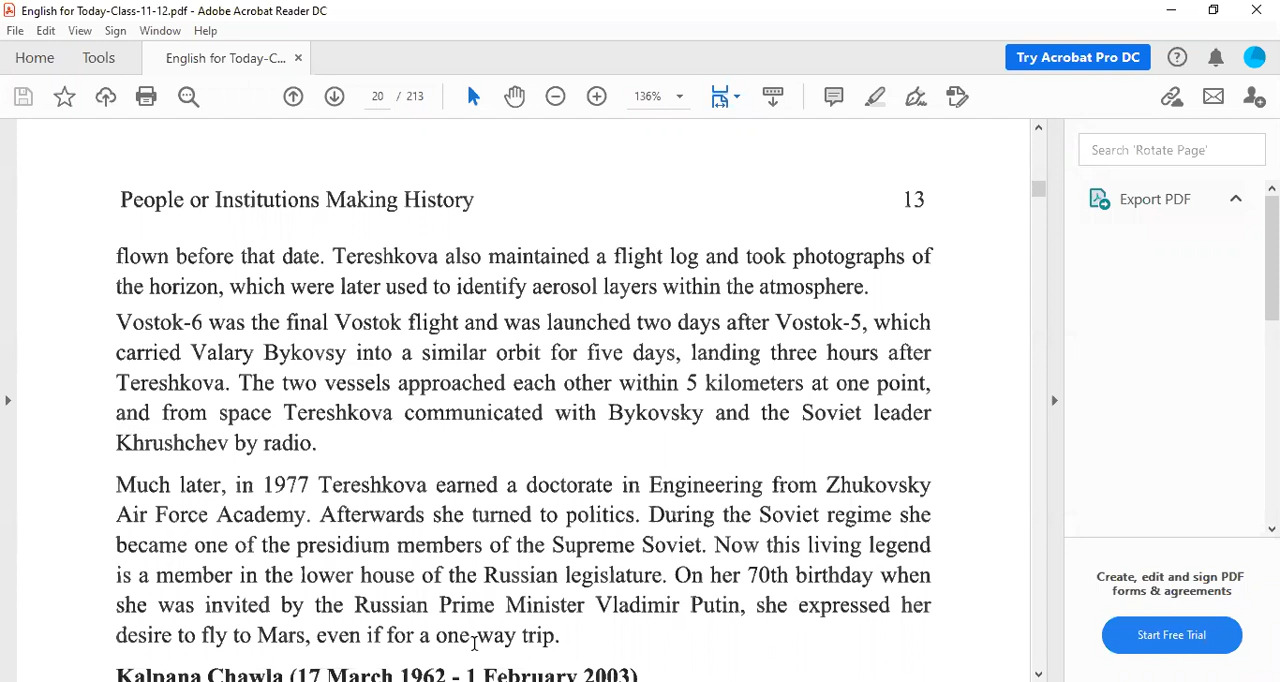 English for Today-Class-11-12.pdf - Adobe Acrobat Reader DC
File Edit View Sign Window Help
Home Tools English for Today-C... × Try Acrobat Pro DC
20 / 213 136%
Search 'Rotate Page'
Export PDF
People or Institutions Making History 13
flown before that date. Tereshkova also maintained a flight log and took photographs of
the horizon, which were later used to identify aerosol layers within the atmosphere.
Vostok-6 was the final Vostok flight and was launched two days after Vostok-5, which
carried Valary Bykovsy into a similar orbit for five days, landing three hours after
Tereshkova. The two vessels approached each other within 5 kilometers at one point,
and from space Tereshkova communicated with Bykovsky and the Soviet leader
Khrushchev by radio.
Much later, in 1977 Tereshkova earned a doctorate in Engineering from Zhukovsky
Air Force Academy. Afterwards she turned to politics. During the Soviet regime she
became one of the presidium members of the Supreme Soviet. Now this living legend
is a member in the lower house of the Russian legislature. On her 70th birthday when
she was invited by the Russian Prime Minister Vladimir Putin, she expressed her
desire to fly to Mars, even if for a one-way trip.
Kalpana Chawla (17 March 1962 - 1 February 2003)
Create, edit and sign PDF
forms & agreements
Start Free Trial